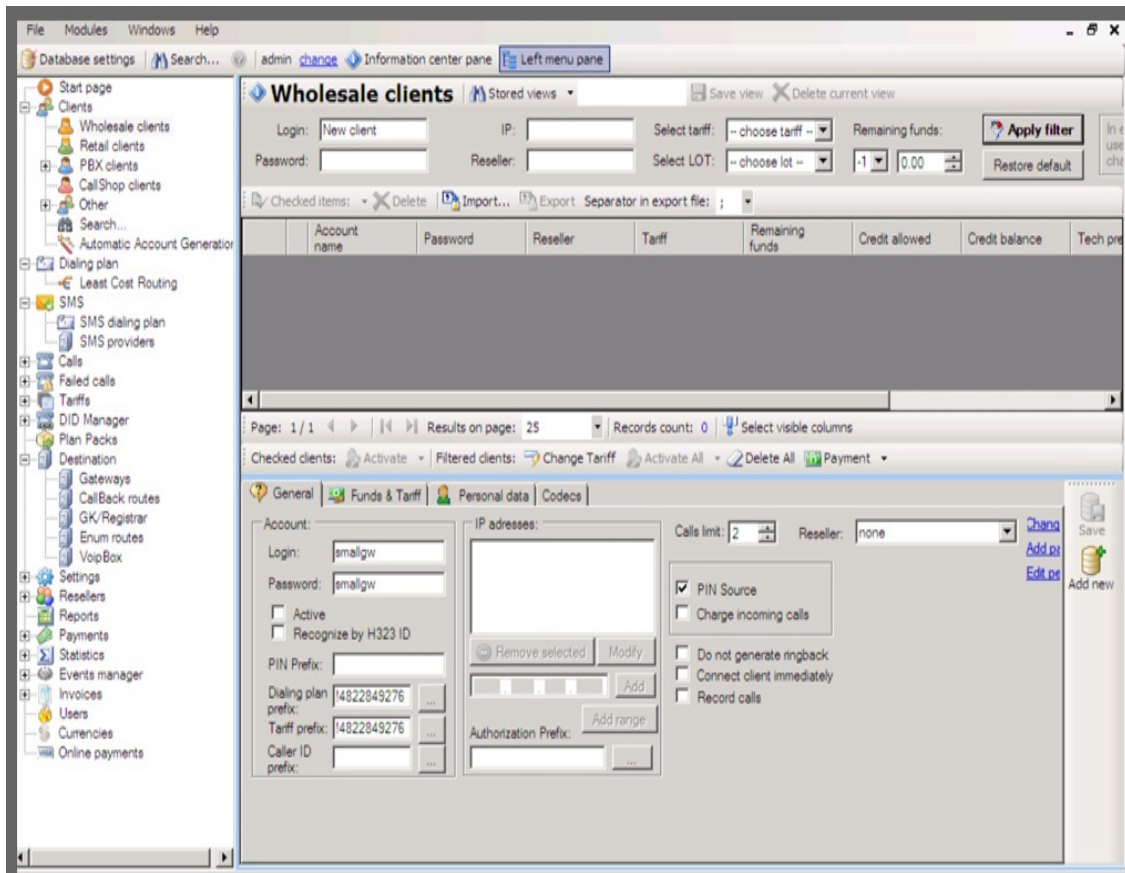 File Modules Windows Help
Database settings Search... admin change Information center pane Left menu pane
Start page
Clients
Wholesale clients
Retail clients
PBX clients
CallShop clients
Other
Search...
Automatic Account Generation
Dialing plan
Least Cost Routing
SMS
SMS dialing plan
SMS providers
Calls
Failed calls
Tariffs
DID Manager
Plan Packs
Destination
Gateways
CallBack routes
GK/Registrar
Enum routes
VoipBox
Settings
Resellers
Reports
Payments
Statistics
Events manager
Invoices
Users
Currencies
Online payments
Wholesale clients Stored views Save view Delete current view
Login: New client IP: Select tariff: -- choose tariff -- Remaining funds: Apply filter
Password: Reseller: Select LOT: -- choose lot -- -1 0.00 Restore default
In e
use
cha
Checked items: Delete Import... Export Separator in export file: ;
Account name Password Reseller Tariff Remaining funds Credit allowed Credit balance Tech pre
Page: 1 / 1 Results on page: 25 Records count: 0 Select visible columns
Checked clients: Activate Filtered clients: Change Tariff Activate All Delete All Payment
General Funds & Tariff Personal data Codecs
Account:
Login: smallgw
Password: smallgw
Active
Recognize by H323 ID
PIN Prefix:
Dialing plan prefix: !4822849276 ...
Tariff prefix: !4822849276 ...
Caller ID prefix: ...
IP adresses:
Remove selected Modify
. . . Add
Add range
Authorization Prefix:
...
Calls limit: 2 Reseller: none
PIN Source
Charge incoming calls
Do not generate ringback
Connect client immediately
Record calls
Chang
Add pa
Edit pe
Save
Add new